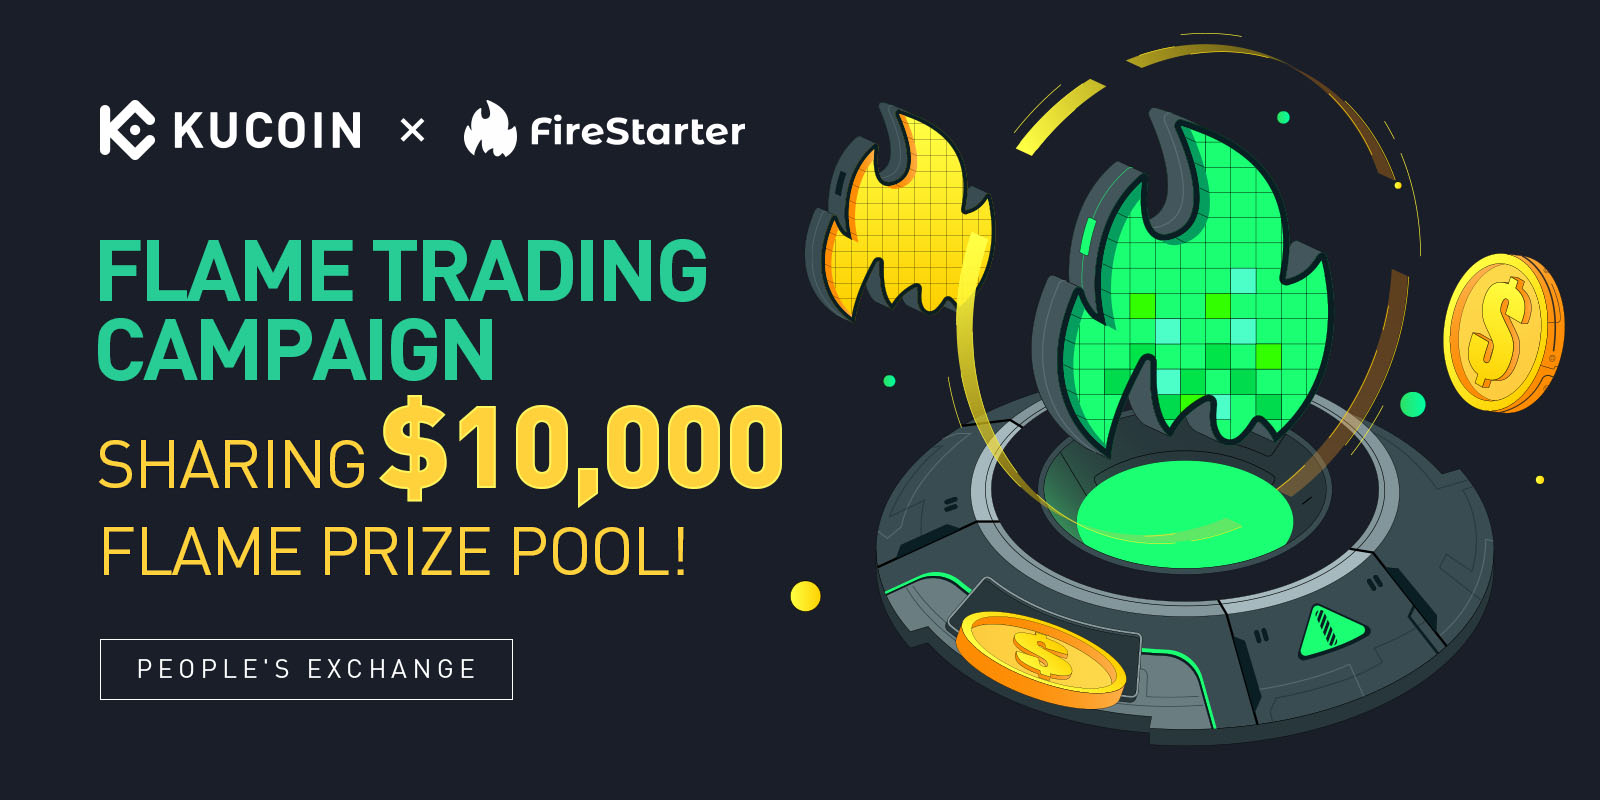 KUCOIN × FireStarter
FLAME TRADING
CAMPAIGN
SHARING $10,000
FLAME PRIZE POOL!
PEOPLE'S EXCHANGE
$
$